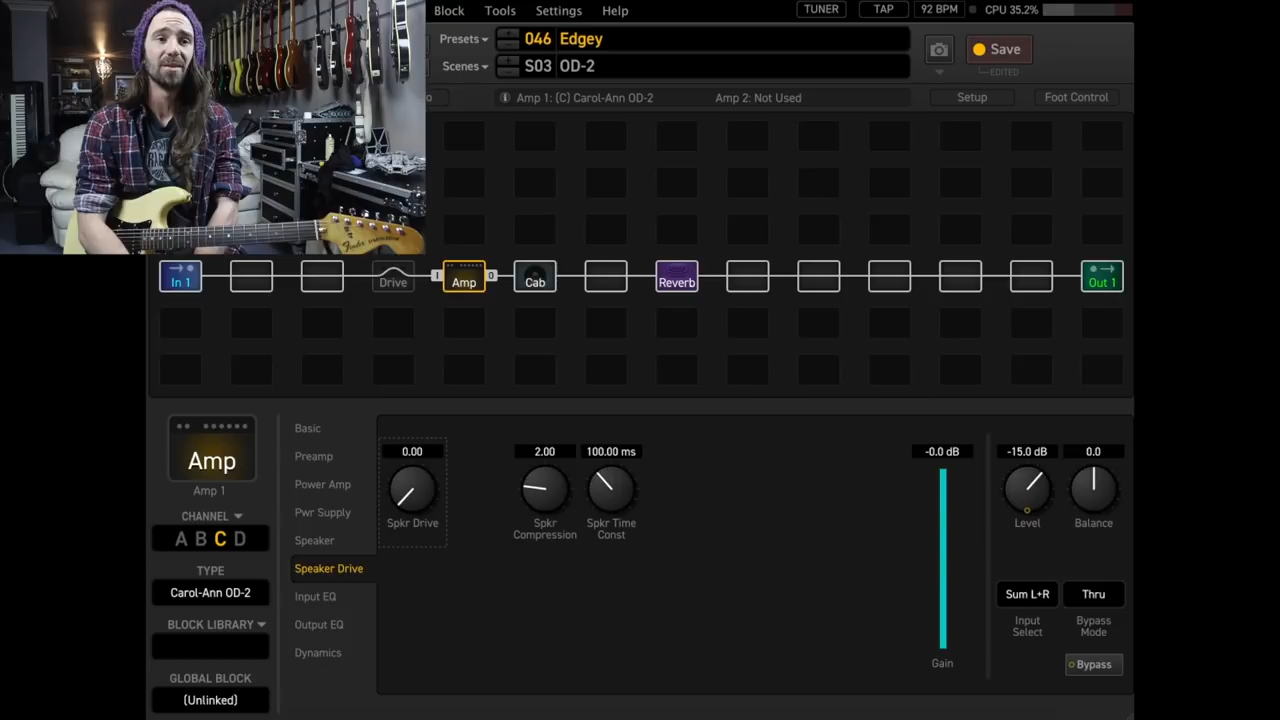 Block Tools Settings Help TUNER TAP 92 BPM CPU 35.2%
Presets 046 Edgey Save
EDITED
Scenes S03 OD-2
Amp 1: (C) Carol-Ann OD-2 Amp 2: Not Used Setup Foot Control
Fender
In 1 Drive I Amp O Cab Reverb Out 1
Amp
Amp 1
CHANNEL
A B C D
TYPE
Carol-Ann OD-2
BLOCK LIBRARY
GLOBAL BLOCK
(Unlinked)
Basic
Preamp
Power Amp
Pwr Supply
Speaker
Speaker Drive
Input EQ
Output EQ
Dynamics
0.00 2.00 100.00 ms -0.0 dB -15.0 dB 0.0
Spkr Drive Spkr Compression Spkr Time Const Level Balance
Sum L+R Thru
Input Select Bypass Mode
Gain Bypass